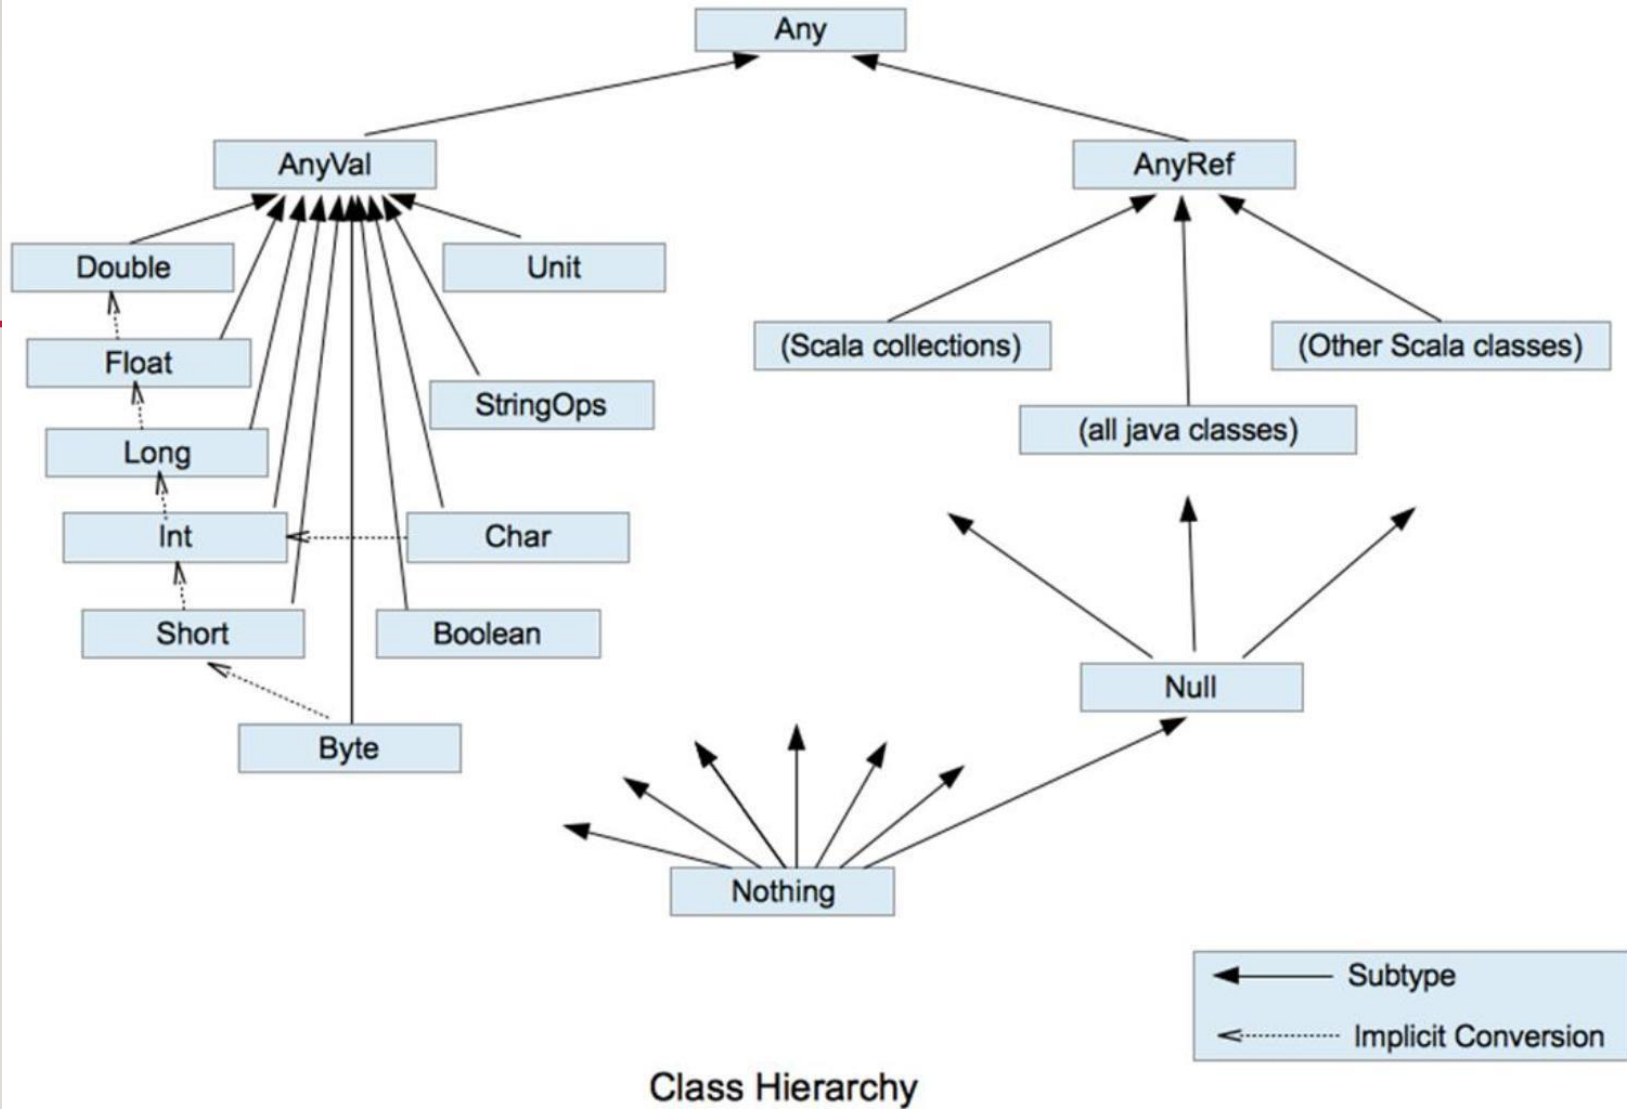 Any
AnyVal
AnyRef
Double
Unit
(Scala collections)
(Other Scala classes)
Float
StringOps
(all java classes)
Long
Int
Char
Short
Boolean
Null
Byte
Nothing
Subtype
Implicit Conversion
Class Hierarchy